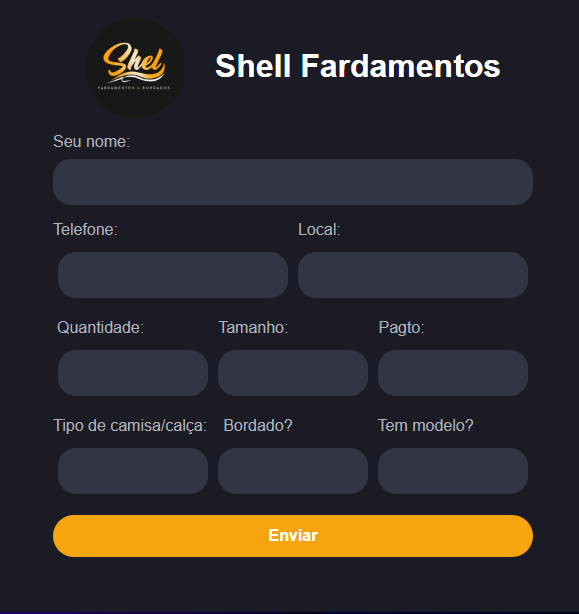 Shel
FARDAMENTOS & BORDADOS
Shell Fardamentos
Seu nome:
Telefone: Local:
Quantidade: Tamanho: Pagto:
Tipo de camisa/calça: Bordado? Tem modelo?
Enviar